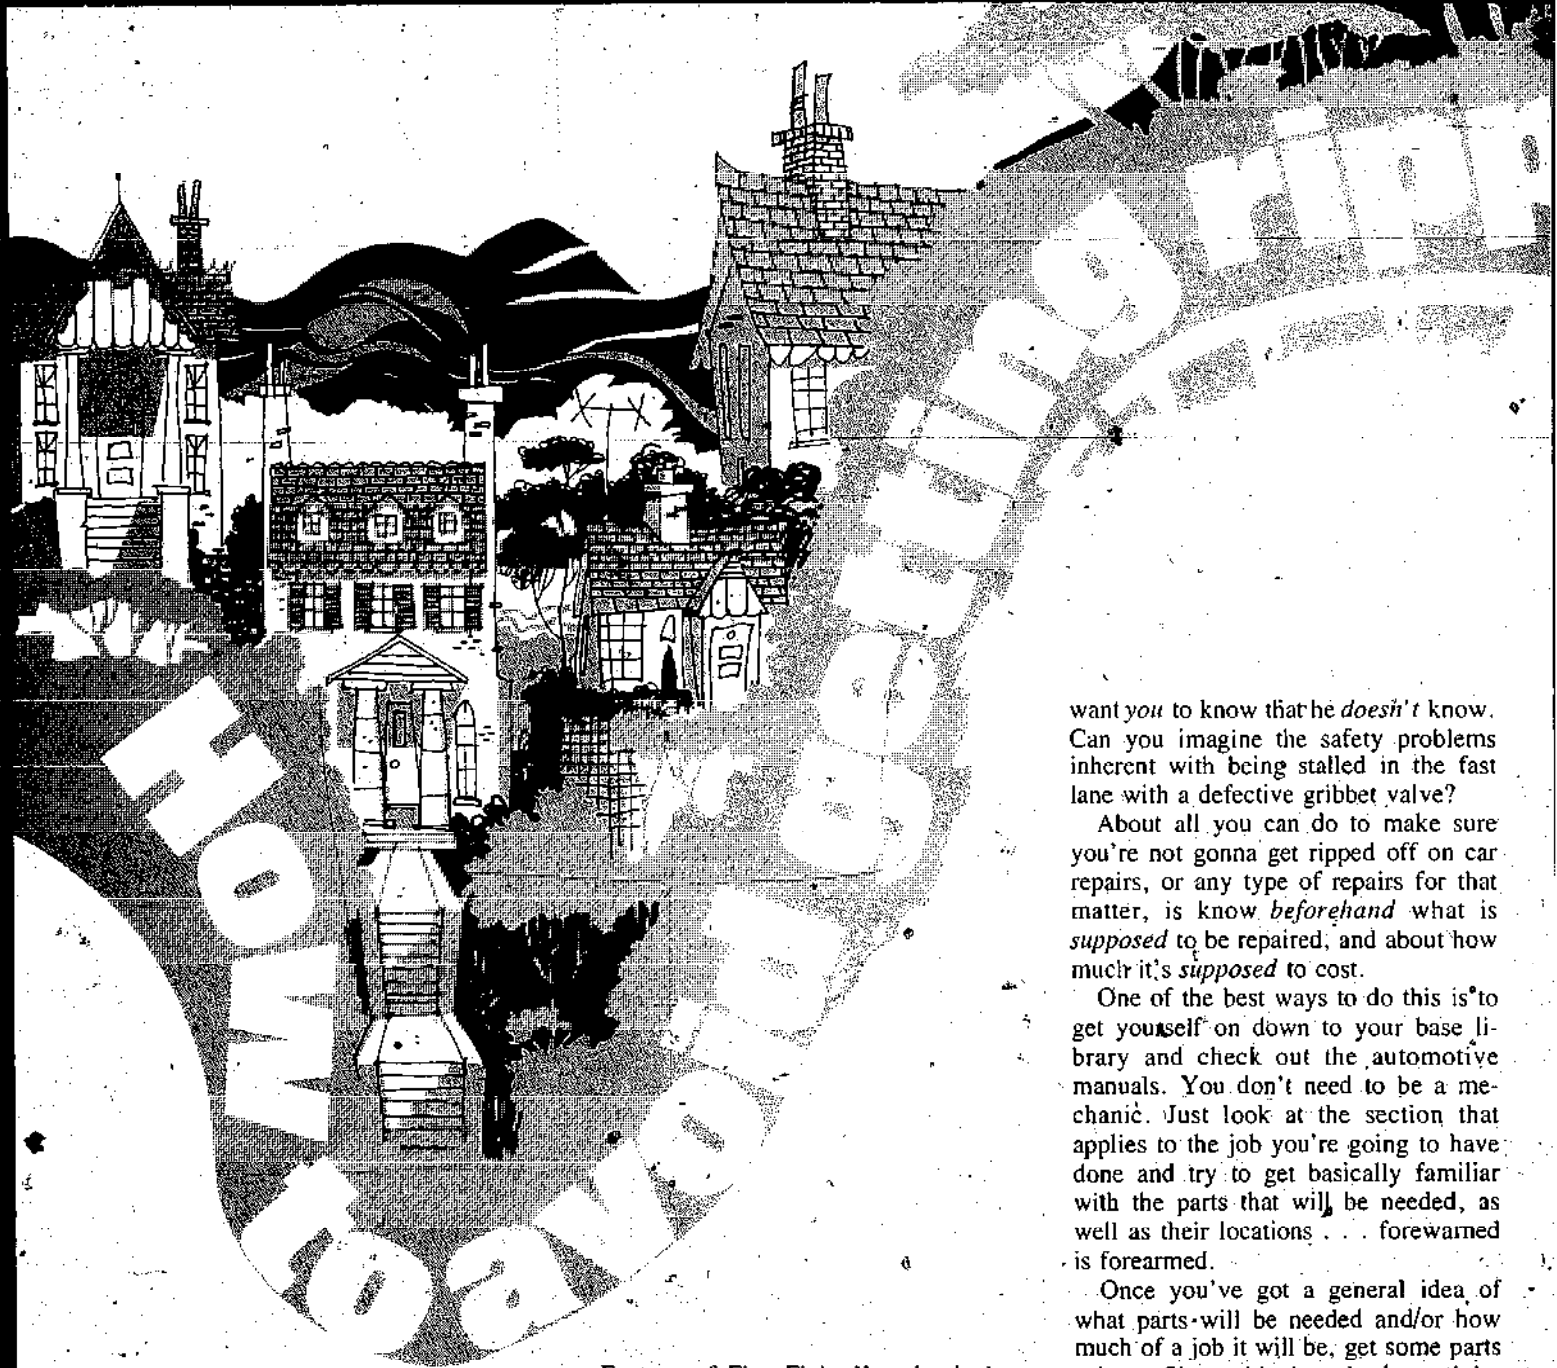 How to avoid getting ripp
want you to know that he doesn't know.
Can you imagine the safety problems
inherent with being stalled in the fast
lane with a defective gribbet valve?
About all you can do to make sure
you're not gonna get ripped off on car
repairs, or any type of repairs for that
matter, is know beforehand what is
supposed to be repaired, and about how
much it's supposed to cost.
One of the best ways to do this is to
get yourself on down to your base li-
brary and check out the automotive
manuals. You don't need to be a me-
chanic. Just look at the section that
applies to the job you're going to have
done and try to get basically familiar
with the parts that will be needed, as
well as their locations . . . forewarned
is forearmed.
Once you've got a general idea of
what parts will be needed and/or how
much of a job it will be, get some parts